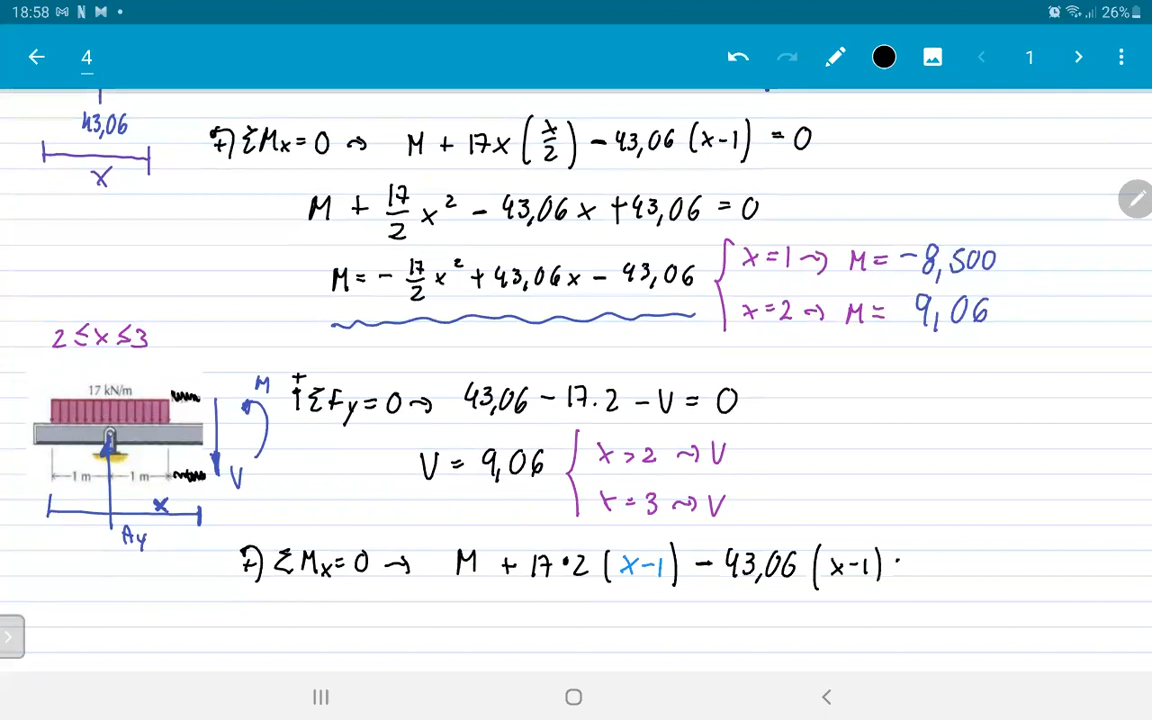 18:58 26%
4 1
43,06
x
+) ΣMx=0 → M + 17x (x/2) - 43,06 (x-1) = 0
M + 17/2 x² - 43,06x + 43,06 = 0
M = - 17/2 x² + 43,06x - 43,06
x=1 → M = -8,500
x=2 → M = 9,06
2 ≤ x ≤ 3
17 kN/m
M
V
1 m 1 m
x
Ay
+↑ΣFy=0 → 43,06 - 17.2 - V = 0
V = 9,06
x>2 → V
x=3 → V
+) ΣMx=0 → M + 17•2 (x-1) - 43,06 (x-1)